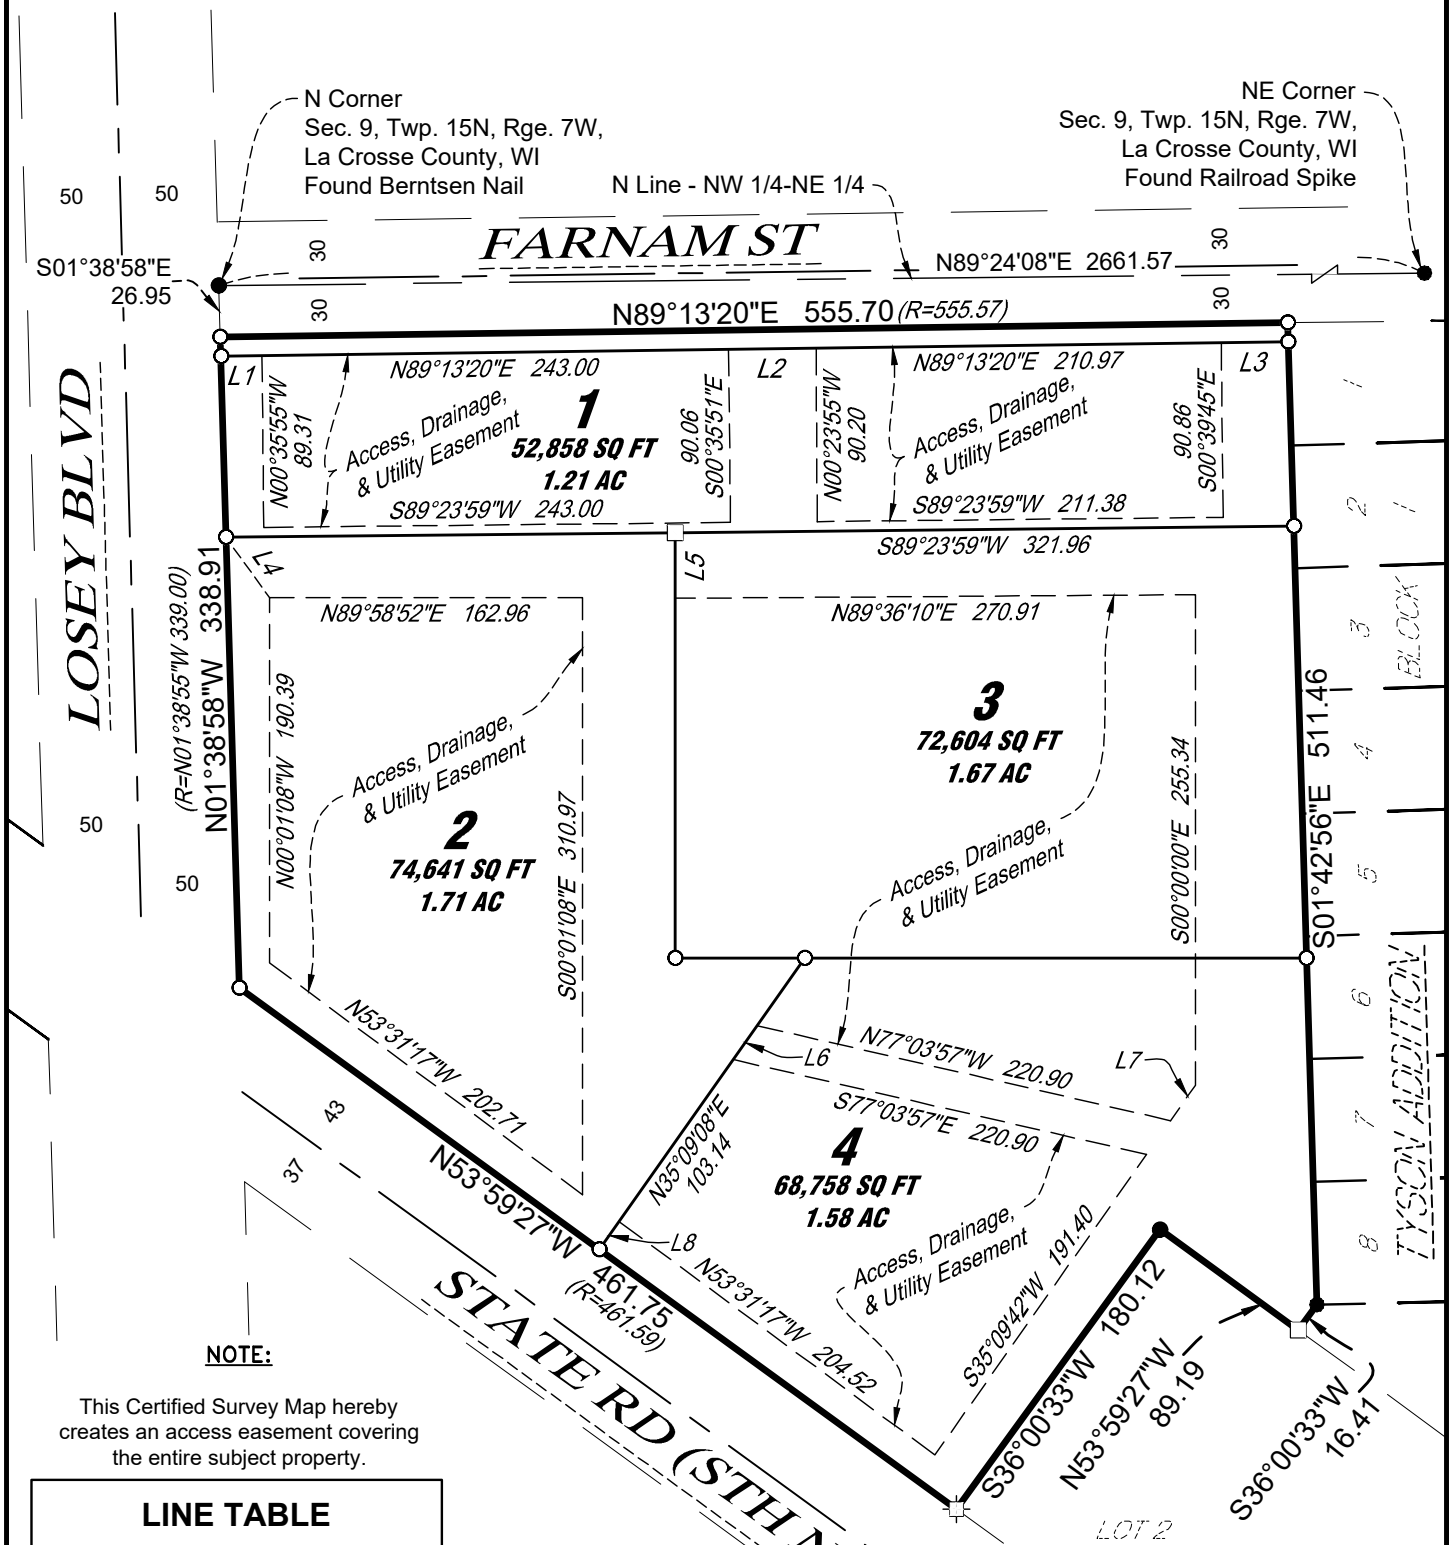 N Corner
Sec. 9, Twp. 15N, Rge. 7W,
La Crosse County, WI
Found Berntsen Nail
NE Corner
Sec. 9, Twp. 15N, Rge. 7W,
La Crosse County, WI
Found Railroad Spike
N Line - NW 1/4-NE 1/4
50
50
FARNAM ST
30
30
30
30
S01°38'58"E
26.95
N89°24'08"E 2661.57
N89°13'20"E 555.70 (R=555.57)
L1
N89°13'20"E 243.00
L2
N89°13'20"E 210.97
L3
N00°35'55"W
89.31
Access, Drainage,
& Utility Easement
1
52,858 SQ FT
1.21 AC
90.06
S00°35'51"E
N00°23'55"W
90.20
Access, Drainage,
& Utility Easement
90.86
S00°39'45"E
S89°23'59"W 243.00
S89°23'59"W 211.38
S89°23'59"W 321.96
LOSEY BLVD
L4
L5
(R=N01°38'55"W 339.00)
N01°38'58"W 338.91
N89°58'52"E 162.96
N89°36'10"E 270.91
N00°01'08"W 190.39
Access, Drainage,
& Utility Easement
2
74,641 SQ FT
1.71 AC
S00°01'08"E 310.97
3
72,604 SQ FT
1.67 AC
Access, Drainage,
& Utility Easement
S00°00'00"E 255.34
S01°42'56"E 511.46
1
2
3
4
5
6
7
8
BLOCK 1
TYSON ADDITION
50
50
N53°31'17"W 202.71
N77°03'57"W 220.90
L6
L7
S77°03'57"E 220.90
43
37
N35°09'08"E
103.14
4
68,758 SQ FT
1.58 AC
L8
N53°59'27"W 461.75
(R=461.59)
Access, Drainage,
& Utility Easement
N53°31'17"W 204.52
S35°09'42"W 191.40
S36°00'33"W 180.12
N53°59'27"W
89.19
S36°00'33"W
16.41
STATE RD (STH
LOT 2
NOTE:
This Certified Survey Map hereby
creates an access easement covering
the entire subject property.
LINE TABLE